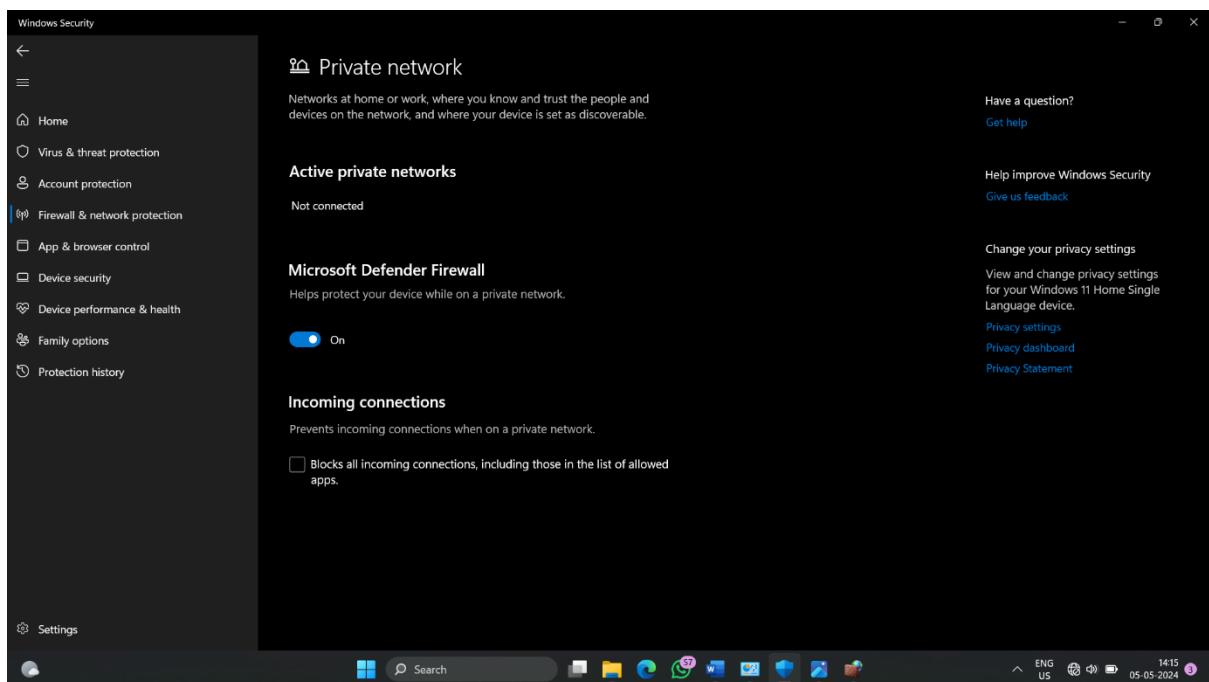 Windows Security
Home
Virus & threat protection
Account protection
Firewall & network protection
App & browser control
Device security
Device performance & health
Family options
Protection history
Settings
Private network
Networks at home or work, where you know and trust the people and
devices on the network, and where your device is set as discoverable.
Active private networks
Not connected
Microsoft Defender Firewall
Helps protect your device while on a private network.
On
Incoming connections
Prevents incoming connections when on a private network.
Blocks all incoming connections, including those in the list of allowed
apps.
Have a question?
Get help
Help improve Windows Security
Give us feedback
Change your privacy settings
View and change privacy settings
for your Windows 11 Home Single
Language device.
Privacy settings
Privacy dashboard
Privacy Statement
Search
57
W
ENG
US
14:15
05-05-2024
3